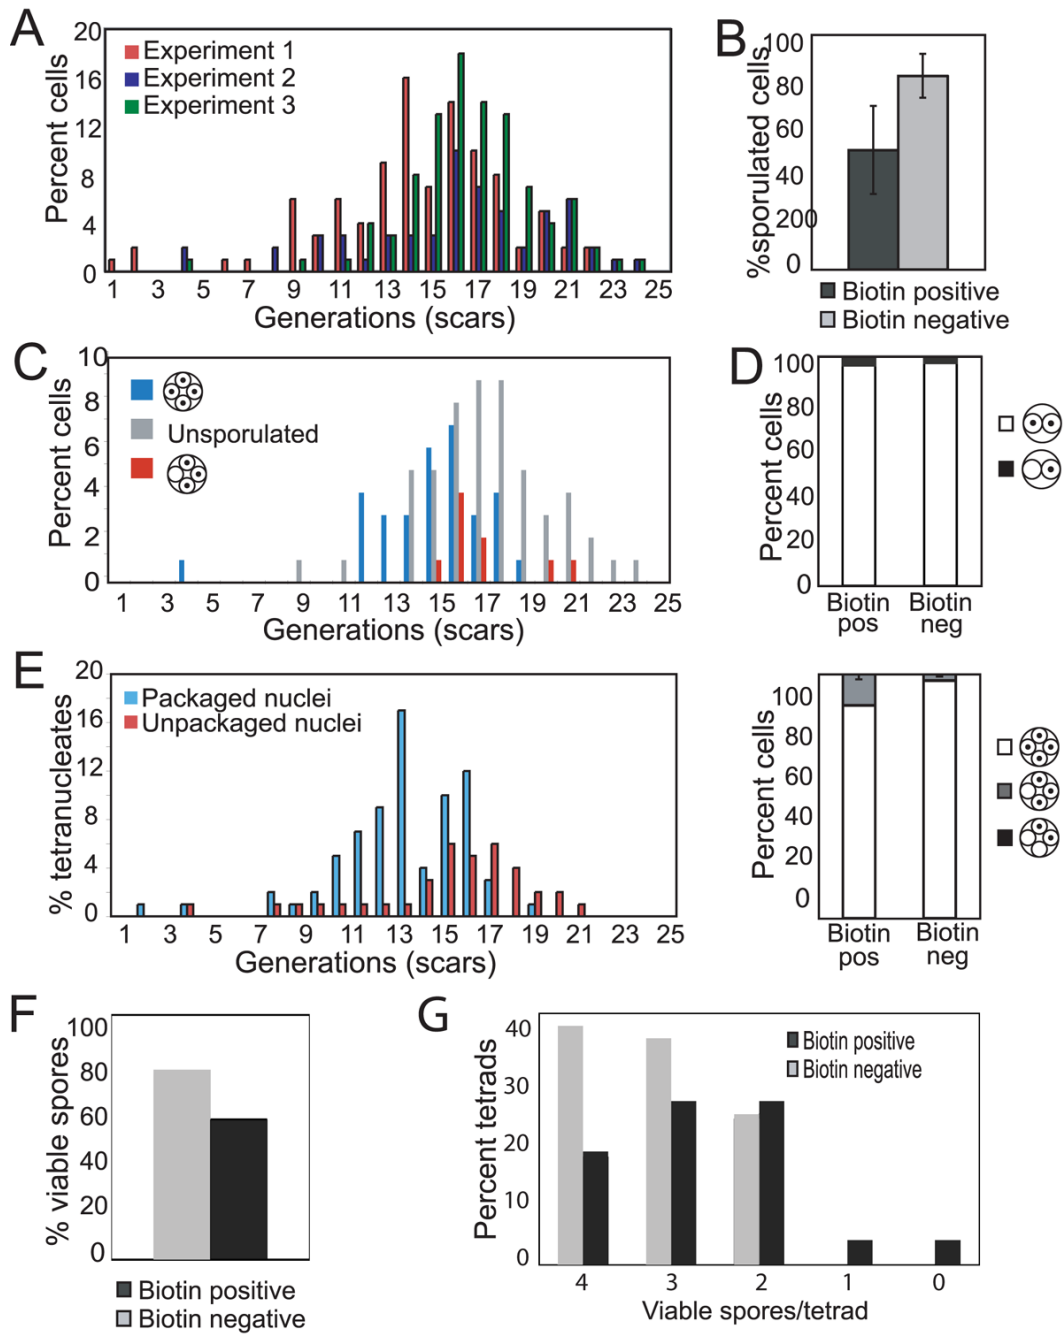 A
Percent cells
20
16
12
8
4
0
Experiment 1
Experiment 2
Experiment 3
1 3 5 7 9 11 13 15 17 19 21 23 25
Generations (scars)
B
%sporulated cells
100
80
60
40
200
0
Biotin positive
Biotin negative
C
Percent cells
10
8
6
4
2
0
Unsporulated
1 3 5 7 9 11 13 15 17 19 21 23 25
Generations (scars)
D
Percent cells
100
80
60
40
20
0
Biotin pos
Biotin neg
E
% tetranucleates
20
16
12
8
4
0
Packaged nuclei
Unpackaged nuclei
1 3 5 7 9 11 13 15 17 19 21 23 25
Generations (scars)
Percent cells
100
80
60
40
20
0
Biotin pos
Biotin neg
F
% viable spores
100
80
60
40
20
0
Biotin positive
Biotin negative
G
Percent tetrads
40
30
20
10
0
Biotin positive
Biotin negative
4 3 2 1 0
Viable spores/tetrad